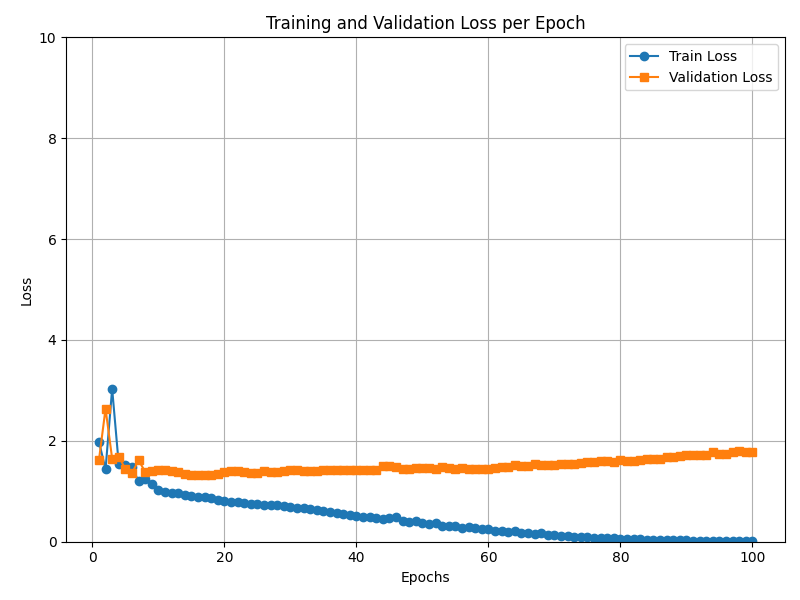 Training and Validation Loss per Epoch
10
8
6
4
2
0
Loss
Train Loss
Validation Loss
0 20 40 60 80 100
Epochs